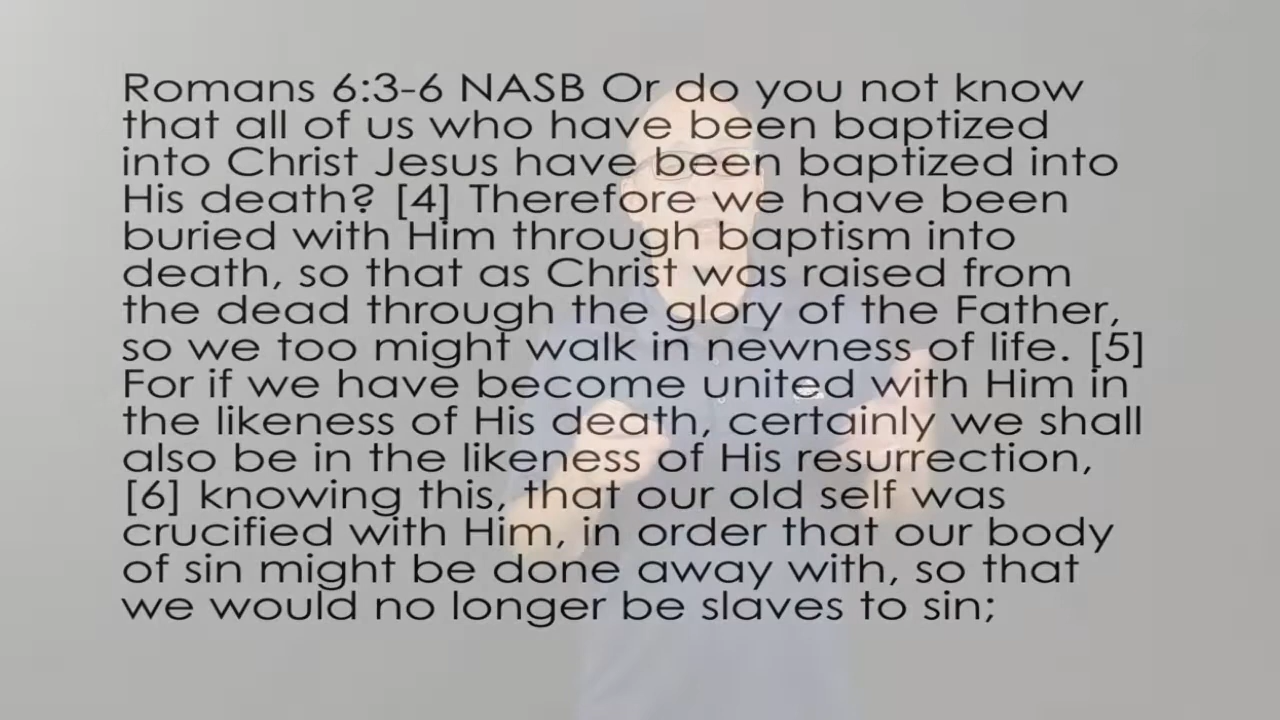 Romans 6:3-6 NASB Or do you not know
that all of us who have been baptized
into Christ Jesus have been baptized into
His death? [4] Therefore we have been
buried with Him through baptism into
death, so that as Christ was raised from
the dead through the glory of the Father,
so we too might walk in newness of life. [5]
For if we have become united with Him in
the likeness of His death, certainly we shall
also be in the likeness of His resurrection,
[6] knowing this, that our old self was
crucified with Him, in order that our body
of sin might be done away with, so that
we would no longer be slaves to sin;